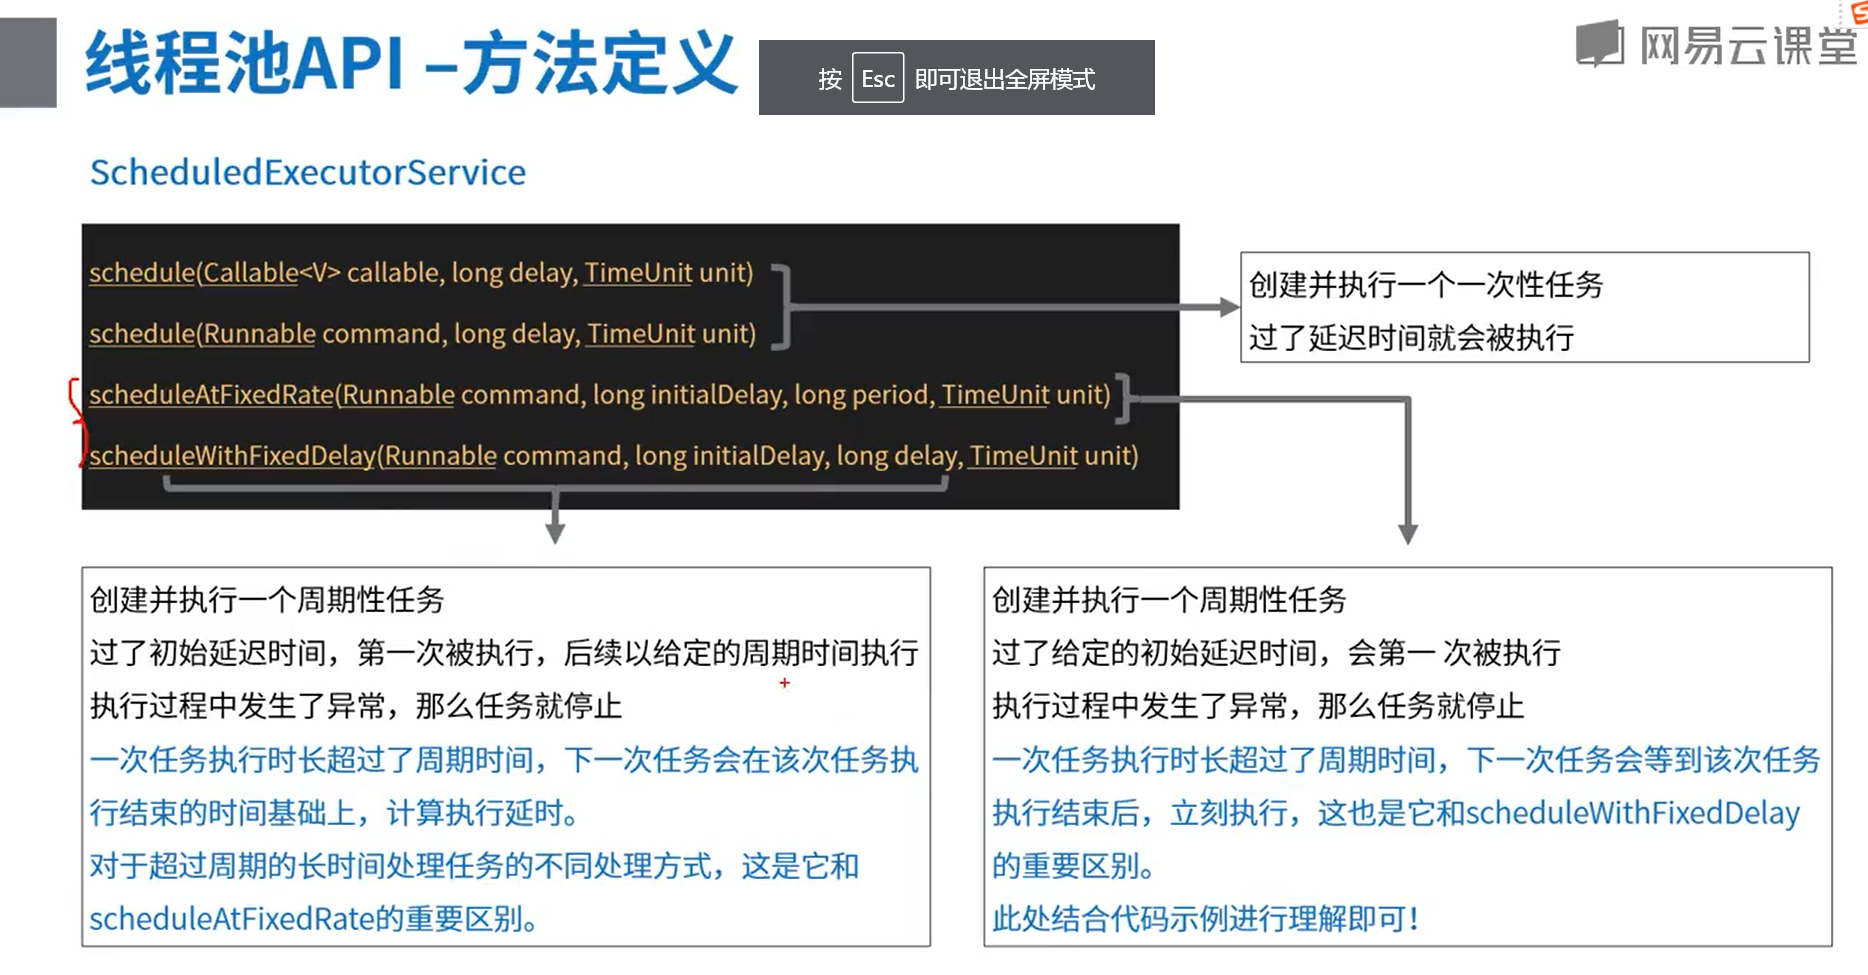 线程池API –方法定义
按 Esc 即可退出全屏模式
网易云课堂
ScheduledExecutorService
schedule(Callable<V> callable, long delay, TimeUnit unit)
schedule(Runnable command, long delay, TimeUnit unit)
scheduleAtFixedRate(Runnable command, long initialDelay, long period, TimeUnit unit)
scheduleWithFixedDelay(Runnable command, long initialDelay, long delay, TimeUnit unit)
创建并执行一个一次性任务
过了延迟时间就会被执行
创建并执行一个周期性任务
过了初始延迟时间，第一次被执行，后续以给定的周期时间执行
执行过程中发生了异常，那么任务就停止
一次任务执行时长超过了周期时间，下一次任务会在该次任务执
行结束的时间基础上，计算执行延时。
对于超过周期的长时间处理任务的不同处理方式，这是它和
scheduleAtFixedRate的重要区别。
创建并执行一个周期性任务
过了给定的初始延迟时间，会第一 次被执行
执行过程中发生了异常，那么任务就停止
一次任务执行时长超过了周期时间，下一次任务会等到该次任务
执行结束后，立刻执行，这也是它和scheduleWithFixedDelay
的重要区别。
此处结合代码示例进行理解即可！